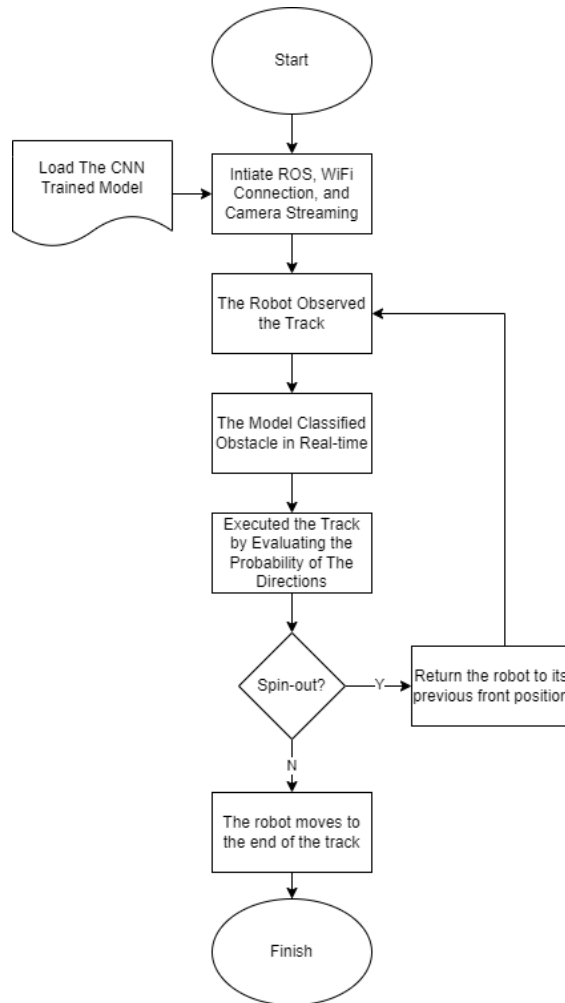 Start
Load The CNN
Trained Model
Intiate ROS, WiFi
Connection, and
Camera Streaming
The Robot Observed
the Track
The Model Classified
Obstacle in Real-time
Executed the Track
by Evaluating the
Probability of The
Directions
Spin-out?
Y
Return the robot to its
previous front position
N
The robot moves to
the end of the track
Finish